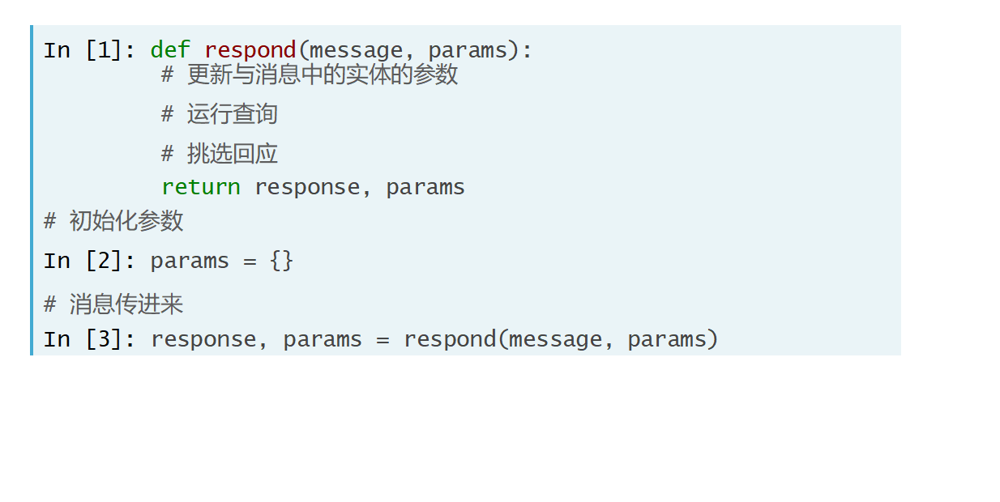 In [1]: def respond(message, params):
# 更新与消息中的实体的参数
# 运行查询
# 挑选回应
return response, params
# 初始化参数
In [2]: params = {}
# 消息传进来
In [3]: response, params = respond(message, params)